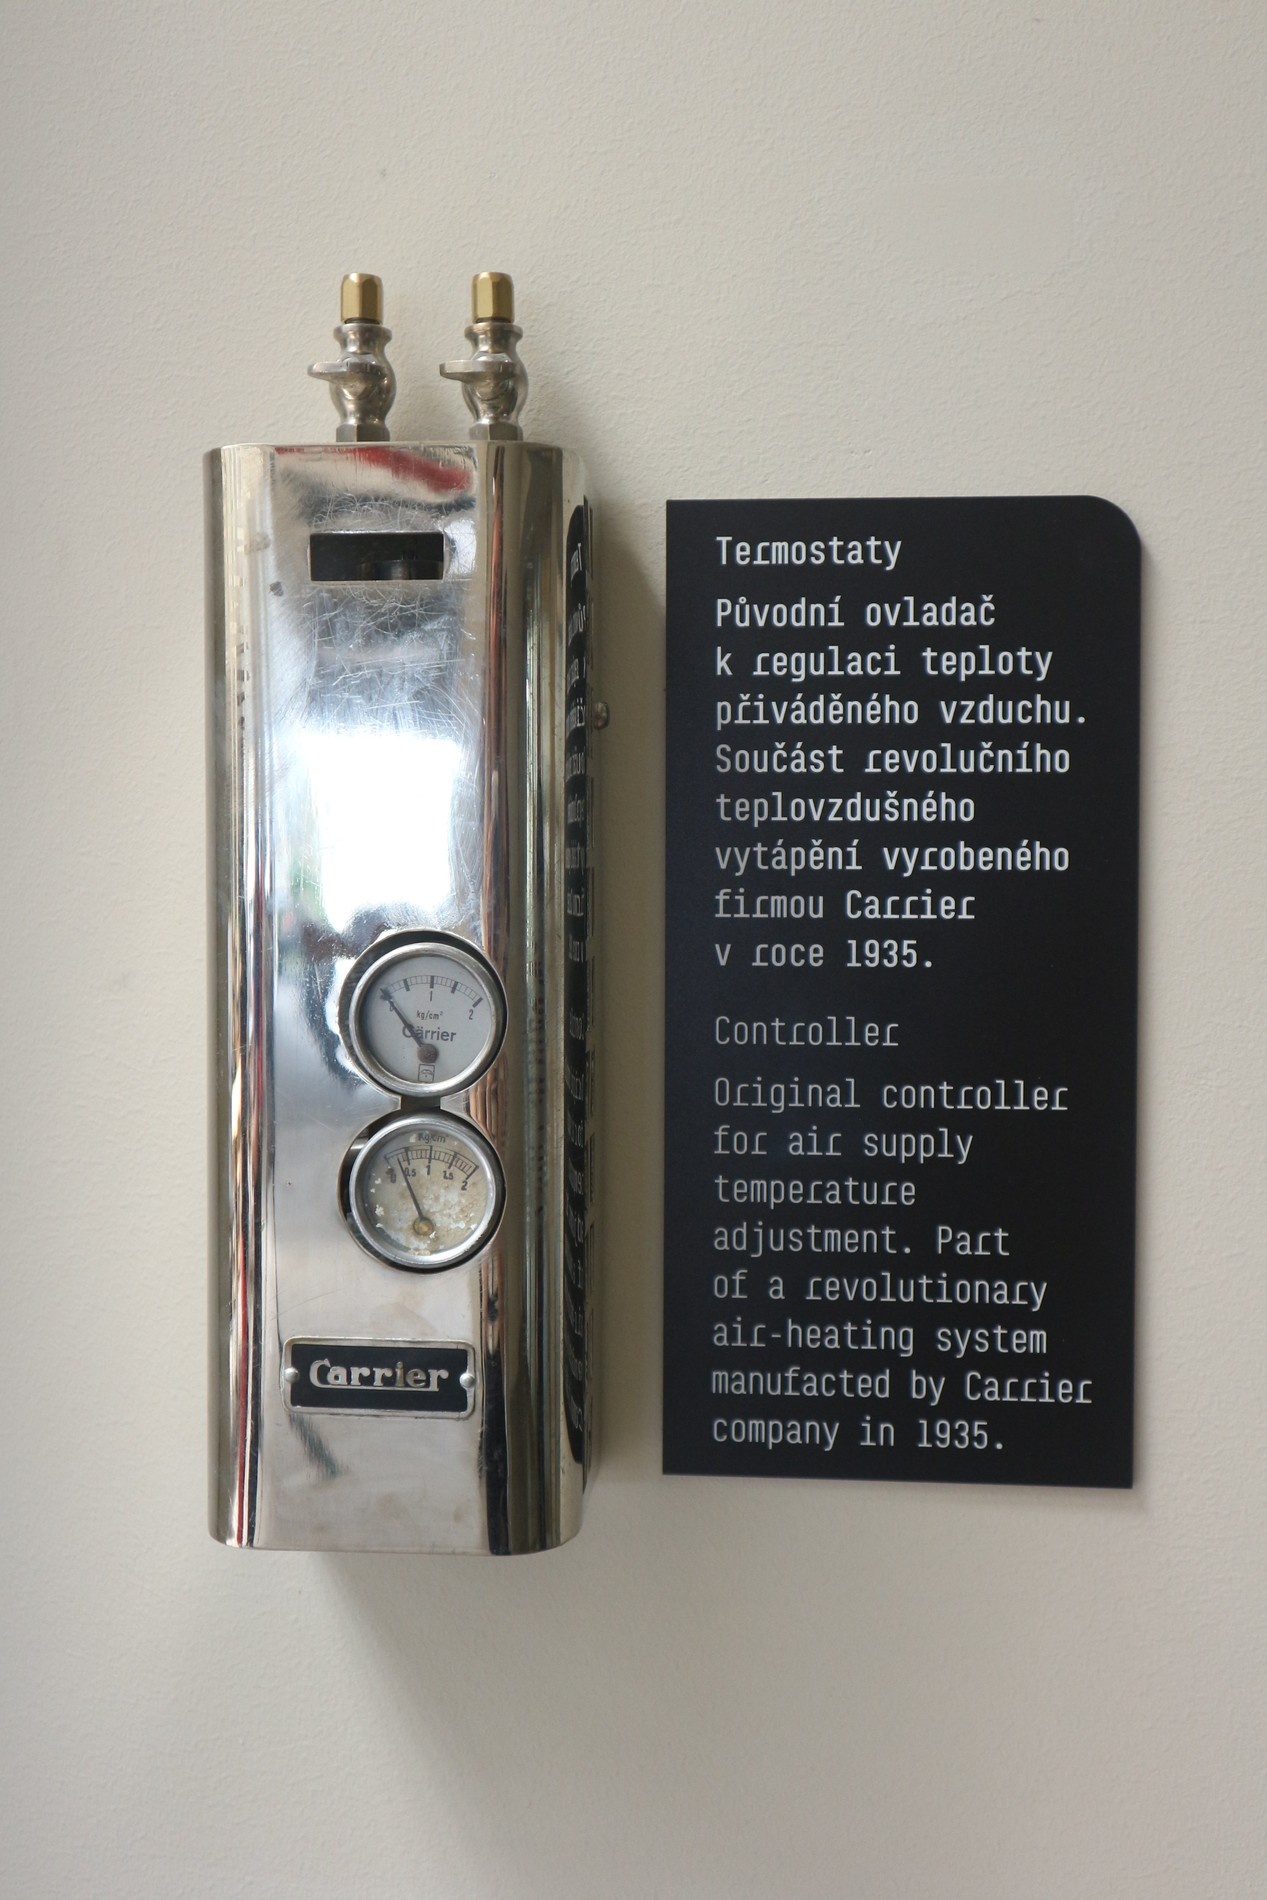 1
0
2
kg/cm²
Carrier
Kg/cm²
0 0.5 1 1.5 2
Carrier
Termostaty
Původní ovladač
k regulaci teploty
přiváděného vzduchu.
Součást revolučního
teplovzdušného
vytápění vyrobeného
firmou Carrier
v roce 1935.
Controller
Original controller
for air supply
temperature
adjustment. Part
of a revolutionary
air-heating system
manufacted by Carrier
company in 1935.